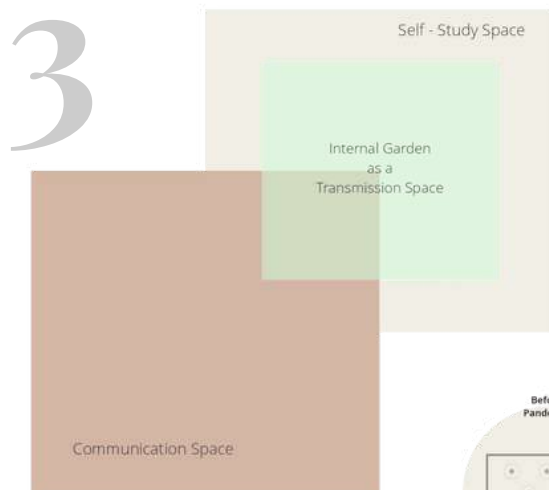 3
Self - Study Space
Internal Garden
as a
Transmission Space
Communication Space